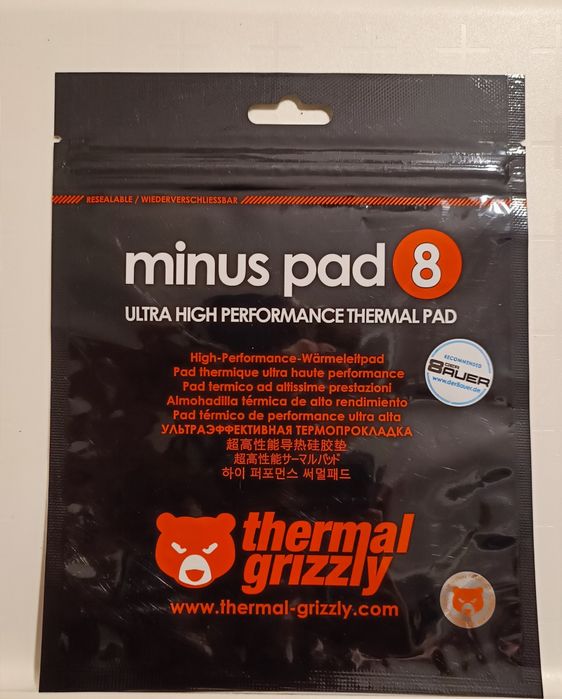 RESEALABLE / WIEDERVERSCHLIESSBAR
minus pad 8
ULTRA HIGH PERFORMANCE THERMAL PAD
High-Performance-Wärmeleitpad
Pad thermique ultra haute performance
Pad termico ad altissime prestazioni
Almohadilla térmica de alto rendimiento
Pad térmico de performance ultra alta
УЛЬТРАЭФФЕКТИВНАЯ ТЕРМОПРОКЛАДКА
超高性能导热硅胶垫
超高性能サーマルパッド
하이 퍼포먼스 써멀패드
RECOMMENDED
DER
8AUER
www.der8auer.de
thermal
grizzly
www.thermal-grizzly.com